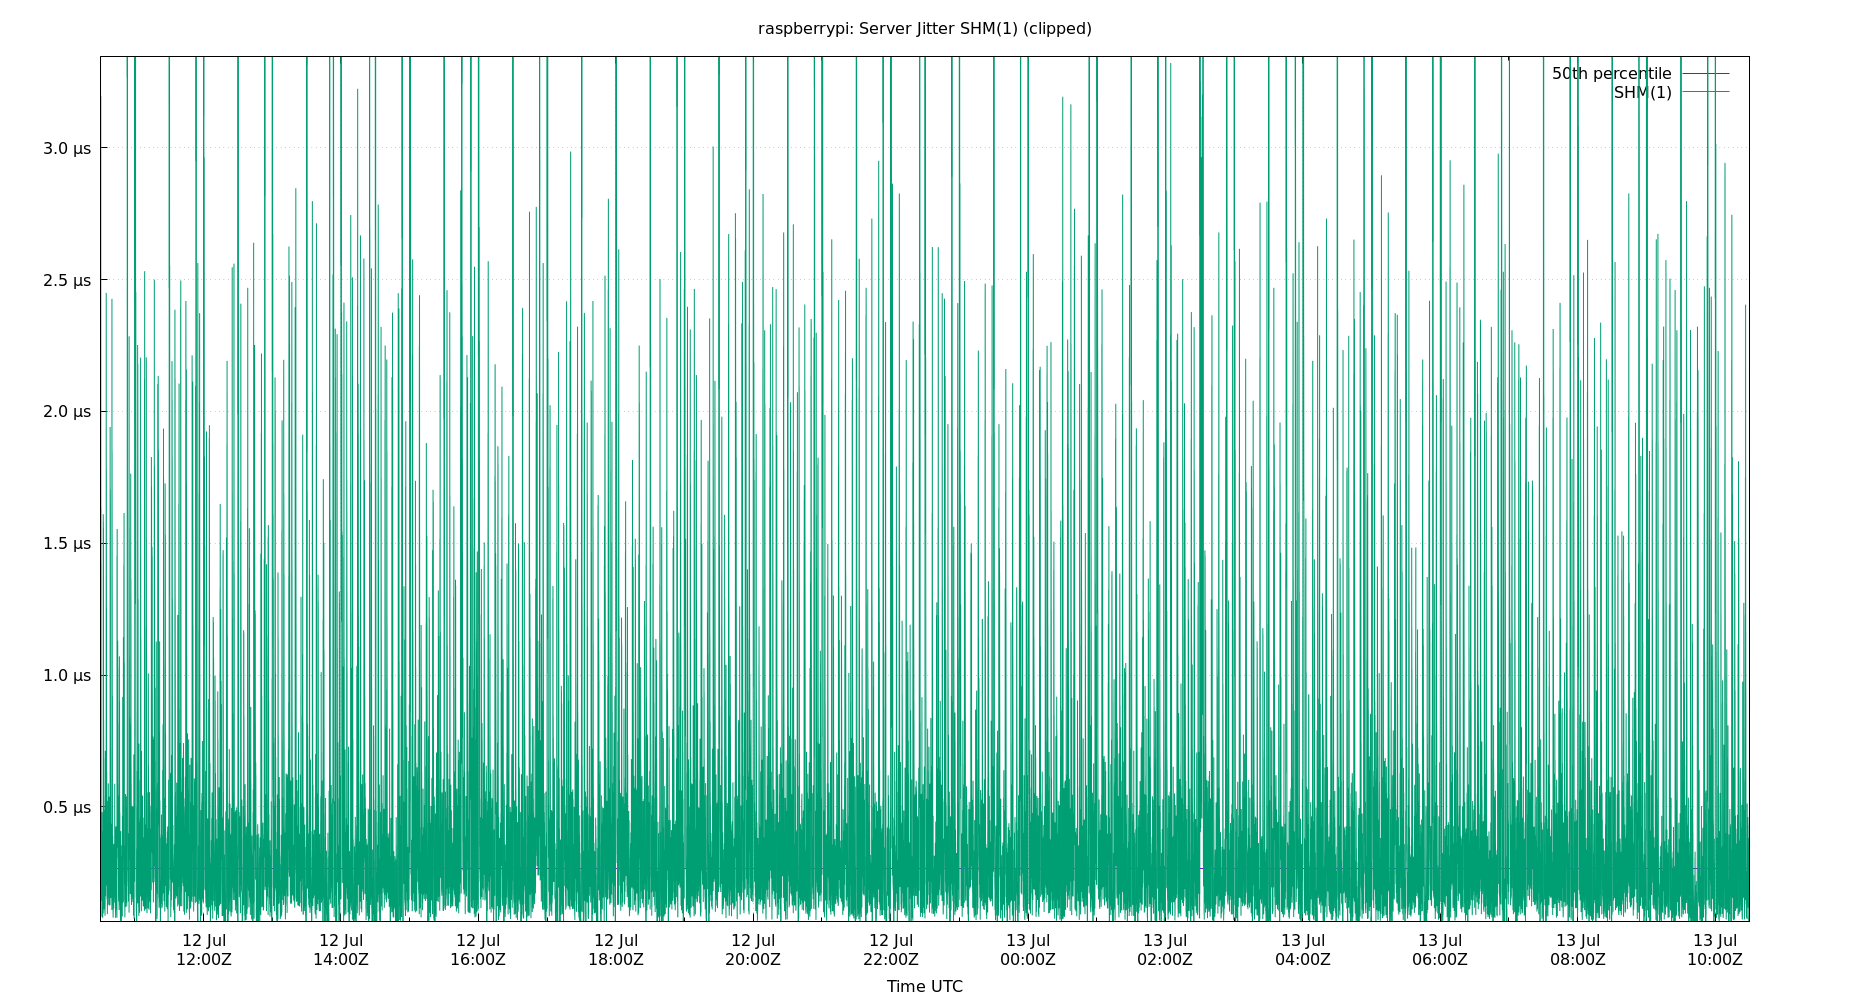 raspberrypi: Server Jitter SHM(1) (clipped)
50th percentile
SHM(1)
3.0 µs
2.5 µs
2.0 µs
1.5 µs
1.0 µs
0.5 µs
12 Jul 12 Jul 12 Jul 12 Jul 12 Jul 12 Jul 13 Jul 13 Jul 13 Jul 13 Jul 13 Jul 13 Jul
12:00Z 14:00Z 16:00Z 18:00Z 20:00Z 22:00Z 00:00Z 02:00Z 04:00Z 06:00Z 08:00Z 10:00Z
Time UTC